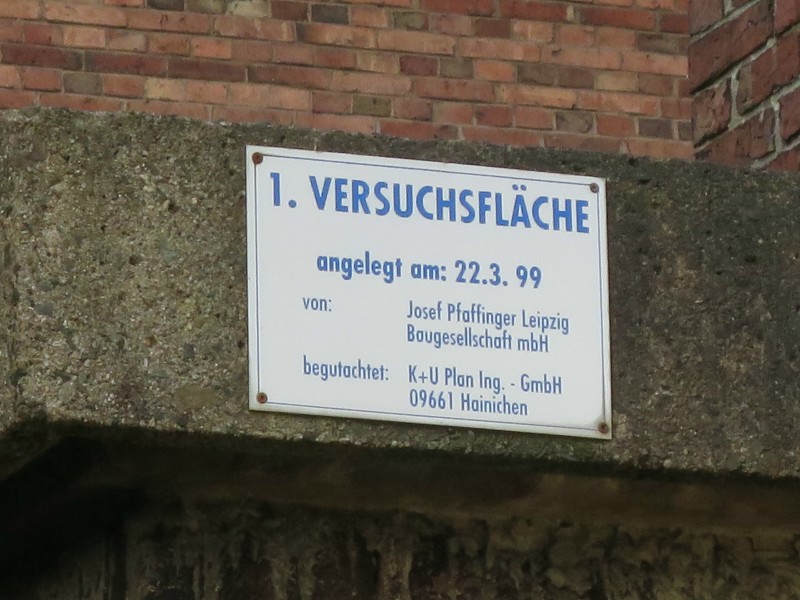 1. VERSUCHSFLÄCHE
angelegt am: 22.3. 99
von: Josef Pfaffinger Leipzig
Baugesellschaft mbH
begutachtet: K+U Plan Ing. - GmbH
09661 Hainichen